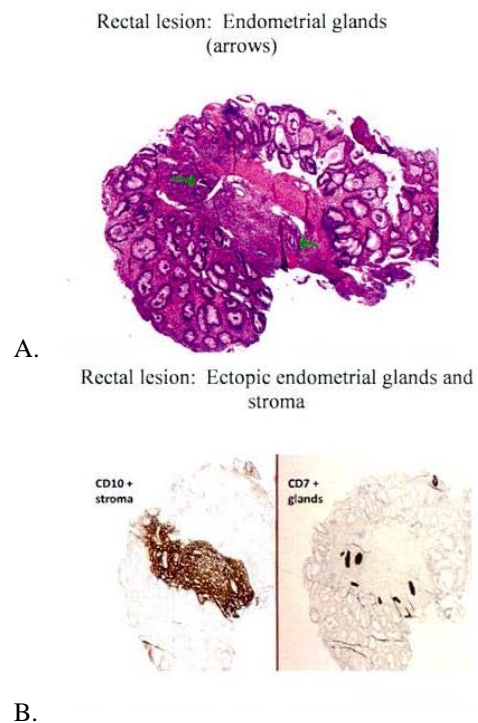 Rectal lesion: Endometrial glands
(arrows)
A.
Rectal lesion: Ectopic endometrial glands and
stroma
CD10 +
stroma
CD7 +
glands
B.